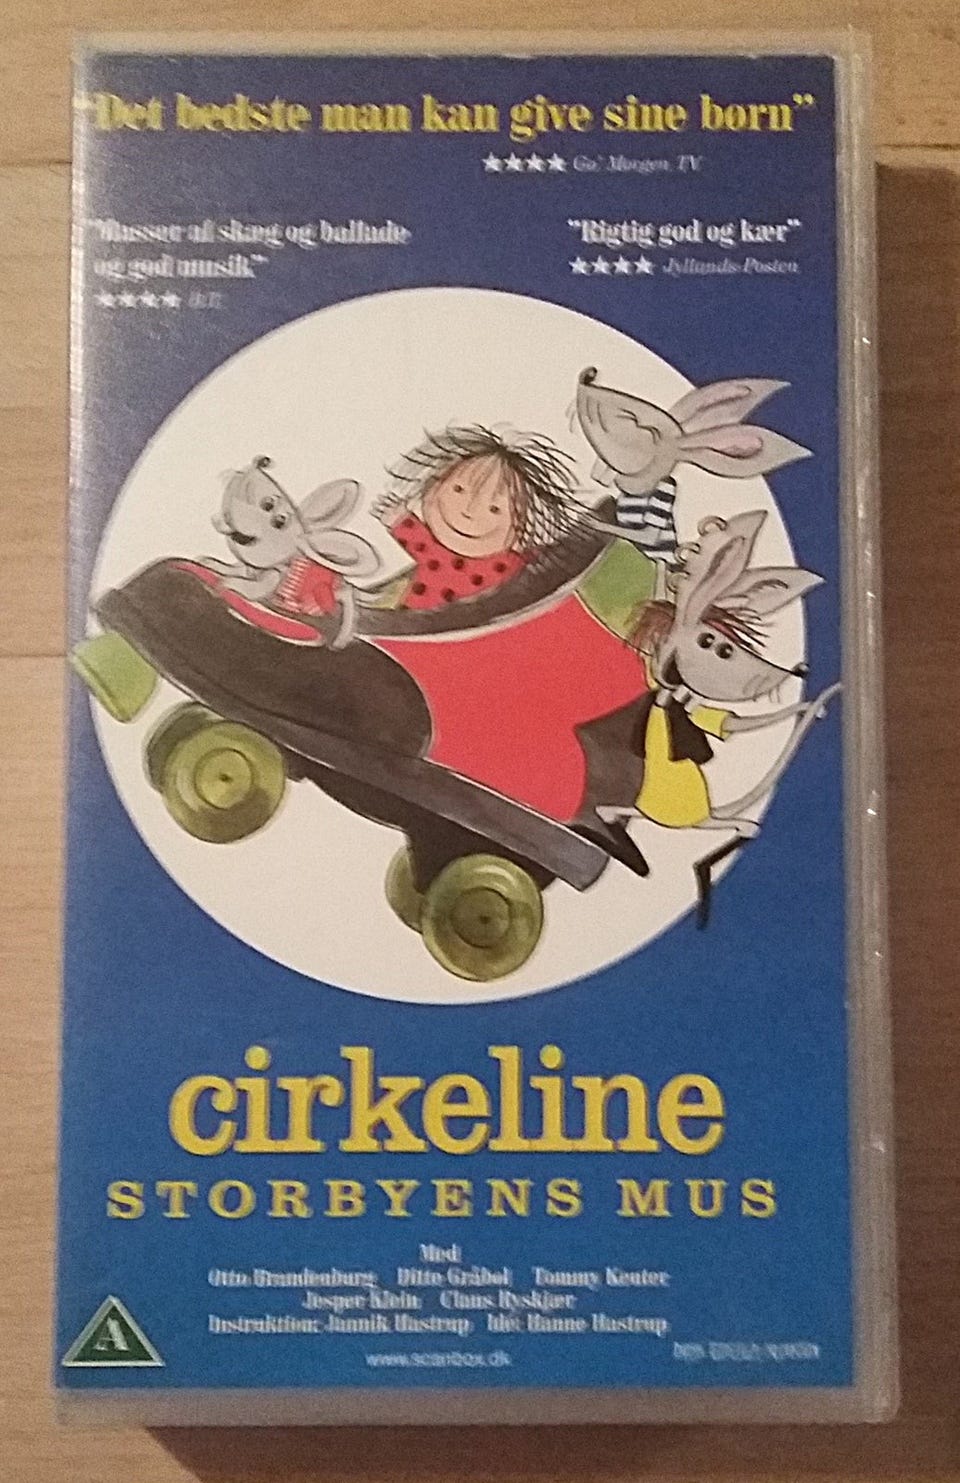 "Det bedste man kan give sine børn"
★★★★ Go' Morgen, TV
"Masser af skæg og ballade
og god musik"
★★★★ B.T.
"Rigtig god og kær"
★★★★ Jyllands-Posten
cirkeline
STORBYENS MUS
Med
Otto Brandenburg Ditte Gråbøl Tommy Kenter
Jesper Klein Claus Ryskjær
Instruktion: Jannik Hastrup Idé: Hanne Hastrup
www.scanbox.dk
A